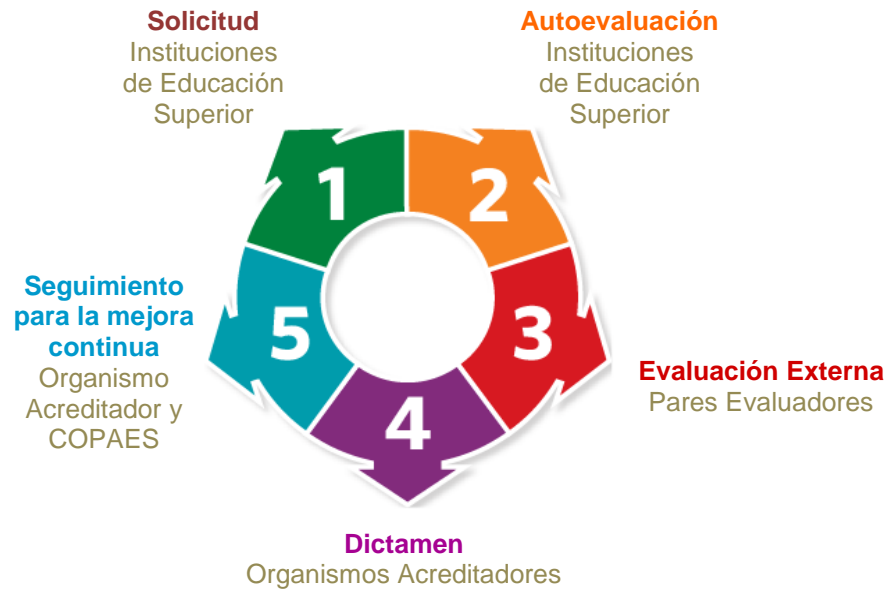 Solicitud
Instituciones
de Educación
Superior
Autoevaluación
Instituciones
de Educación
Superior
1
2
3
4
5
Evaluación Externa
Pares Evaluadores
Dictamen
Organismos Acreditadores
Seguimiento
para la mejora
continua
Organismo
Acreditador y
COPAES